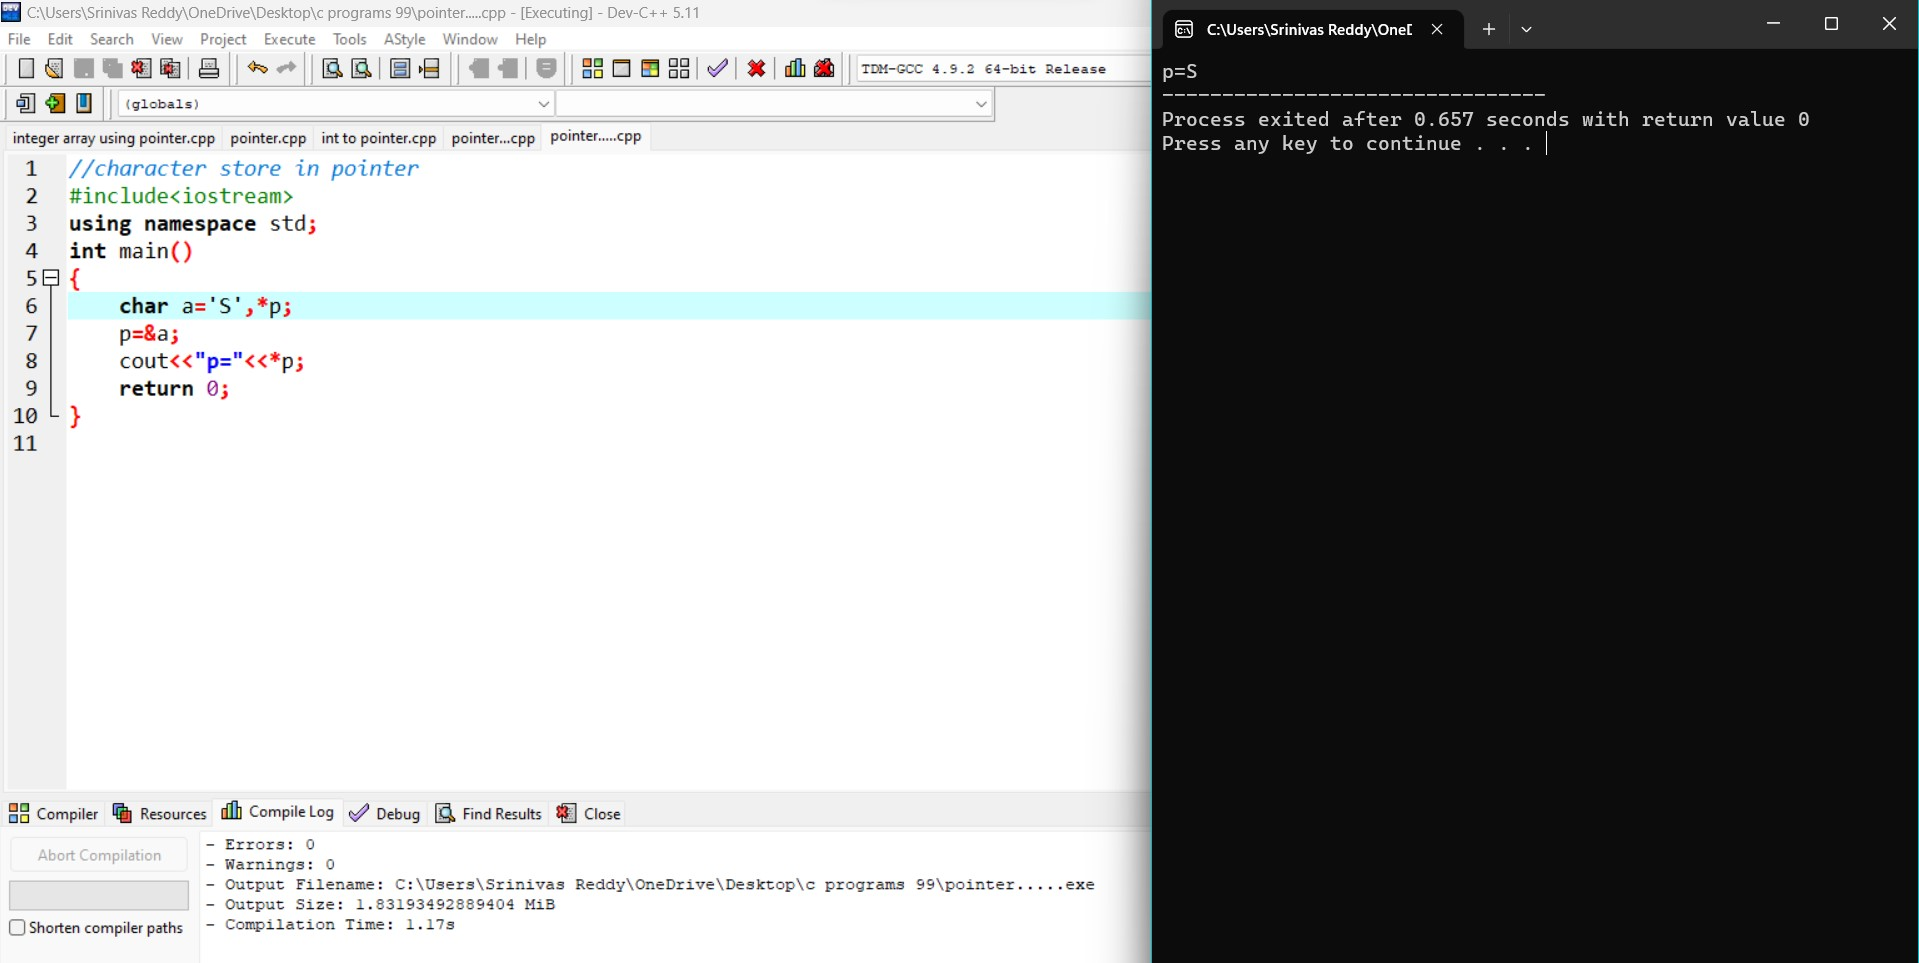 C:\Users\Srinivas Reddy\OneDrive\Desktop\c programs 99\pointer.....cpp - [Executing] - Dev-C++ 5.11
File Edit Search View Project Execute Tools AStyle Window Help
TDM-GCC 4.9.2 64-bit Release
(globals)
integer array using pointer.cpp pointer.cpp int to pointer.cpp pointer...cpp pointer.....cpp
1 //character store in pointer
2 #include<iostream>
3 using namespace std;
4 int main()
5 {
6 char a='S',*p;
7 p=&a;
8 cout<<"p="<<*p;
9 return 0;
10 }
11
Compiler Resources Compile Log Debug Find Results Close
Abort Compilation
Shorten compiler paths
- Errors: 0
- Warnings: 0
- Output Filename: C:\Users\Srinivas Reddy\OneDrive\Desktop\c programs 99\pointer.....exe
- Output Size: 1.83193492889404 MiB
- Compilation Time: 1.17s
C:\Users\Srinivas Reddy\OneD
p=S
--------------------------------
Process exited after 0.657 seconds with return value 0
Press any key to continue . . .